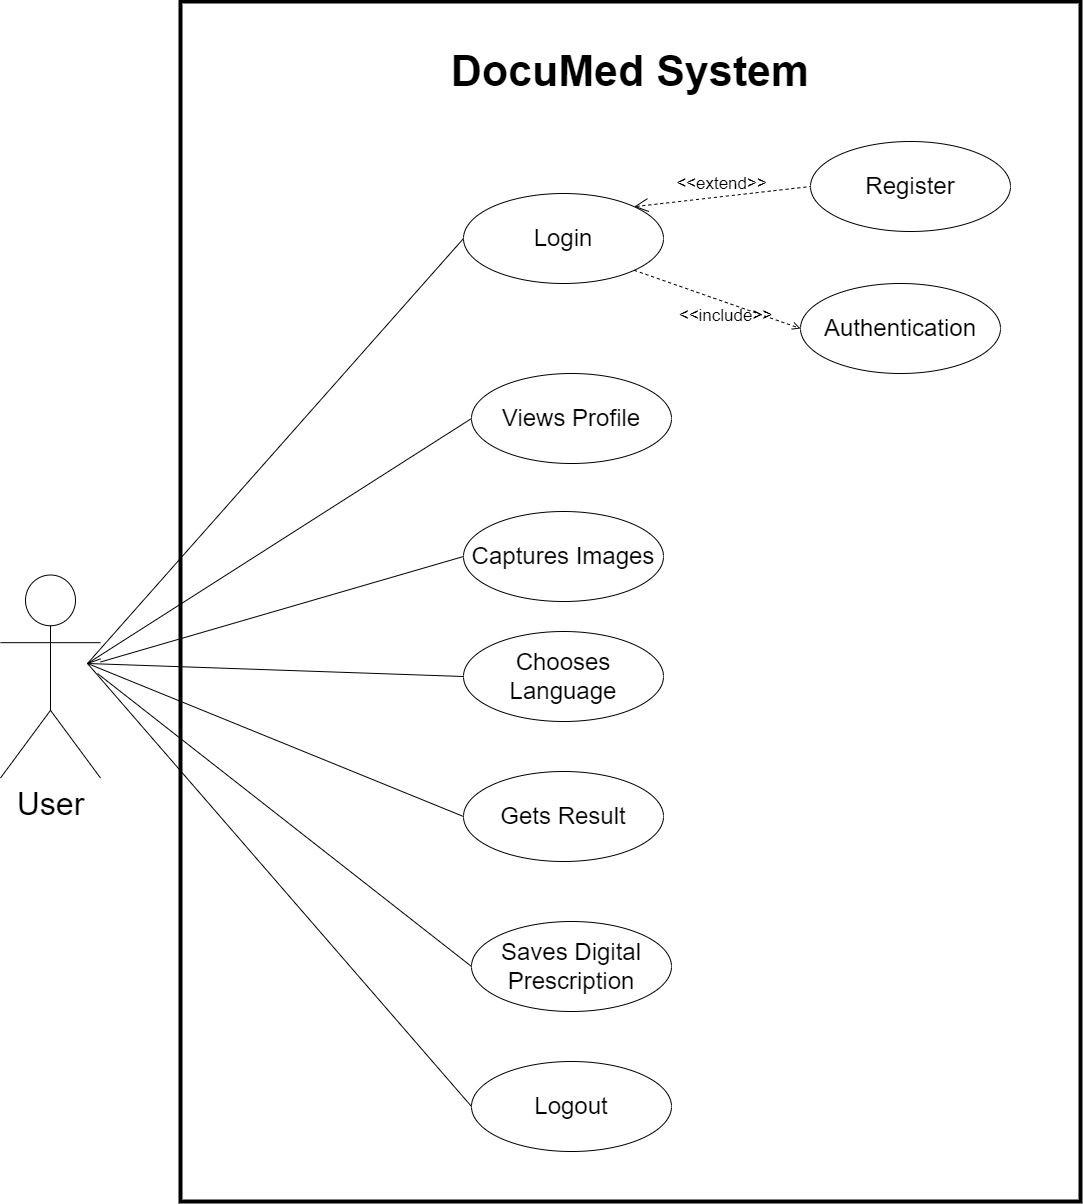 DocuMed System
<<extend>>
Register
Login
<<include>>
Authentication
Views Profile
Captures Images
Chooses
Language
User
Gets Result
Saves Digital
Prescription
Logout